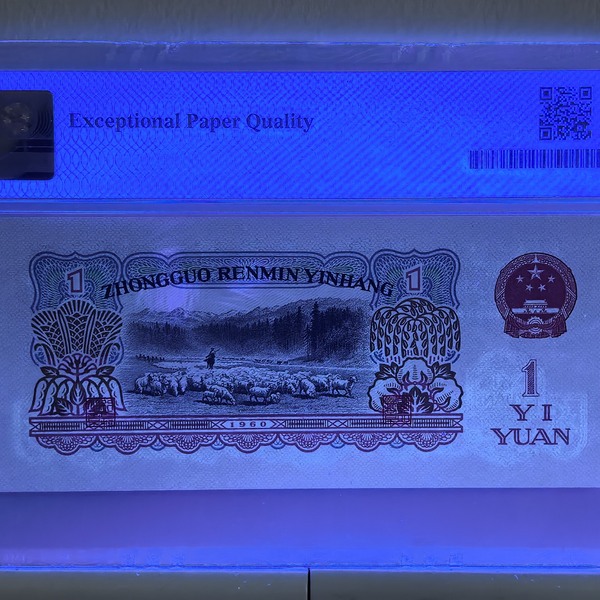 Exceptional Paper Quality
ZHONGGUO RENMIN YINHANG
1
1
1960
1
YI
YUAN